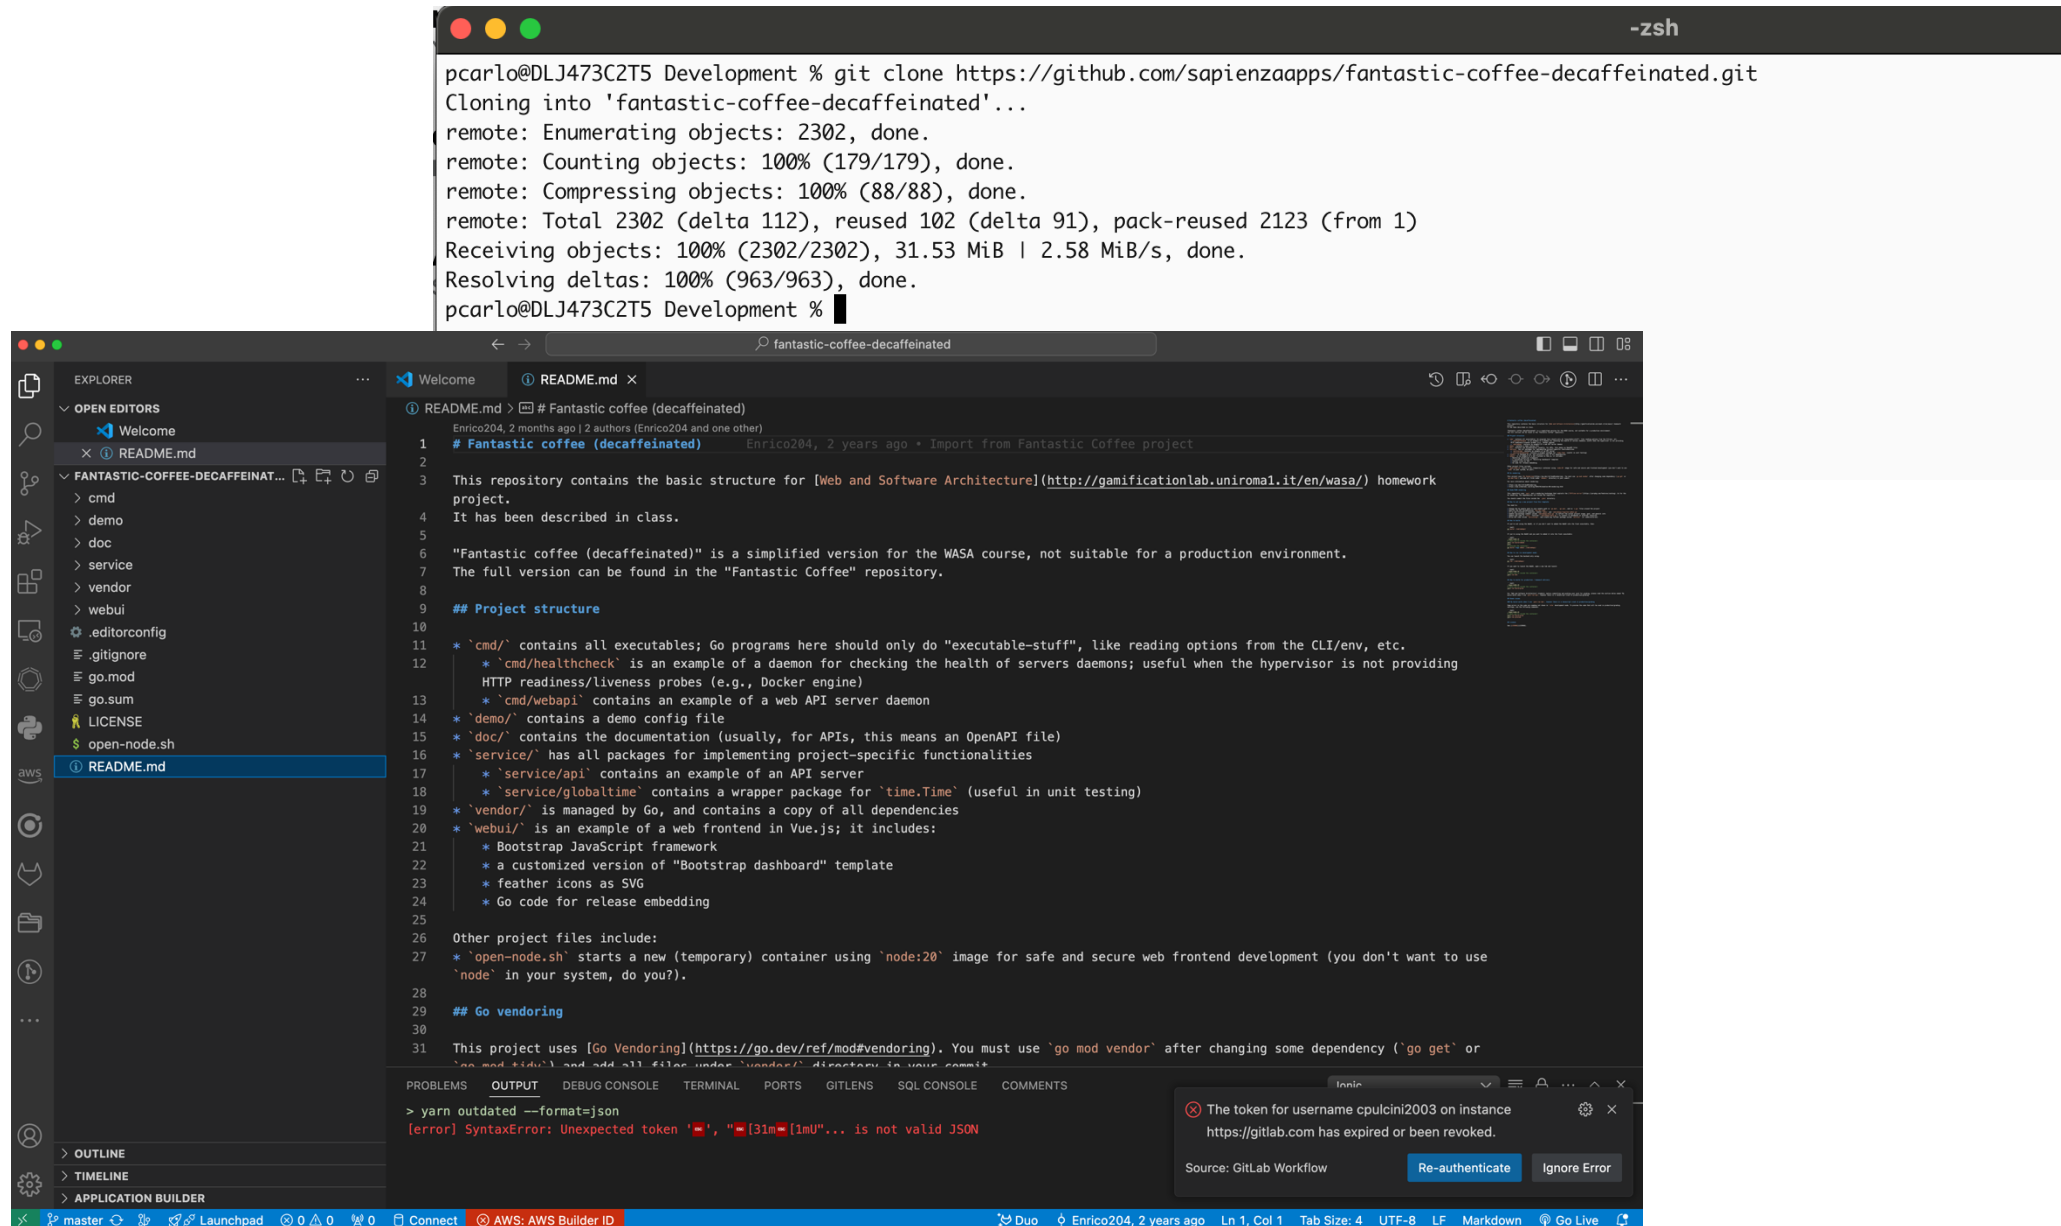 -zsh
pcarlo@DLJ473C2T5 Development % git clone https://github.com/sapienzaapps/fantastic-coffee-decaffeinated.git
Cloning into 'fantastic-coffee-decaffeinated'...
remote: Enumerating objects: 2302, done.
remote: Counting objects: 100% (179/179), done.
remote: Compressing objects: 100% (88/88), done.
remote: Total 2302 (delta 112), reused 102 (delta 91), pack-reused 2123 (from 1)
Receiving objects: 100% (2302/2302), 31.53 MiB | 2.58 MiB/s, done.
Resolving deltas: 100% (963/963), done.
pcarlo@DLJ473C2T5 Development %
fantastic-coffee-decaffeinated
EXPLORER
OPEN EDITORS
Welcome
README.md
FANTASTIC-COFFEE-DECAFFEINAT...
cmd
demo
doc
service
vendor
webui
.editorconfig
.gitignore
go.mod
go.sum
LICENSE
$ open-node.sh
README.md
aws
OUTLINE
TIMELINE
APPLICATION BUILDER
Welcome
README.md
README.md > # Fantastic coffee (decaffeinated)
Enrico204, 2 months ago | 2 authors (Enrico204 and one other)
1 # Fantastic coffee (decaffeinated) Enrico204, 2 years ago • Import from Fantastic Coffee project
2
3 This repository contains the basic structure for [Web and Software Architecture](http://gamificationlab.uniroma1.it/en/wasa/) homework
project.
4 It has been described in class.
5
6 "Fantastic coffee (decaffeinated)" is a simplified version for the WASA course, not suitable for a production environment.
7 The full version can be found in the "Fantastic Coffee" repository.
8
9 ## Project structure
10
11 * `cmd/` contains all executables; Go programs here should only do "executable-stuff", like reading options from the CLI/env, etc.
12 * `cmd/healthcheck` is an example of a daemon for checking the health of servers daemons; useful when the hypervisor is not providing
HTTP readiness/liveness probes (e.g., Docker engine)
13 * `cmd/webapi` contains an example of a web API server daemon
14 * `demo/` contains a demo config file
15 * `doc/` contains the documentation (usually, for APIs, this means an OpenAPI file)
16 * `service/` has all packages for implementing project-specific functionalities
17 * `service/api` contains an example of an API server
18 * `service/globaltime` contains a wrapper package for `time.Time` (useful in unit testing)
19 * `vendor/` is managed by Go, and contains a copy of all dependencies
20 * `webui/` is an example of a web frontend in Vue.js; it includes:
21 * Bootstrap JavaScript framework
22 * a customized version of "Bootstrap dashboard" template
23 * feather icons as SVG
24 * Go code for release embedding
25
26 Other project files include:
27 * `open-node.sh` starts a new (temporary) container using `node:20` image for safe and secure web frontend development (you don't want to use
`node` in your system, do you?).
28
29 ## Go vendoring
30
31 This project uses [Go Vendoring](https://go.dev/ref/mod#vendoring). You must use `go mod vendor` after changing some dependency (`go get` or
`go mod tidy`) and add all files under `vendor/` directory in your commit
PROBLEMS OUTPUT DEBUG CONSOLE TERMINAL PORTS GITLENS SQL CONSOLE COMMENTS
Ionic
> yarn outdated --format=json
[error] SyntaxError: Unexpected token '', "[31m[1mU"... is not valid JSON
The token for username cpulcini2003 on instance
https://gitlab.com has expired or been revoked.
Source: GitLab Workflow
Re-authenticate
Ignore Error
master Launchpad 0 0 0 Connect AWS: AWS Builder ID Duo Enrico204, 2 years ago Ln 1, Col 1 Tab Size: 4 UTF-8 LF Markdown Go Live